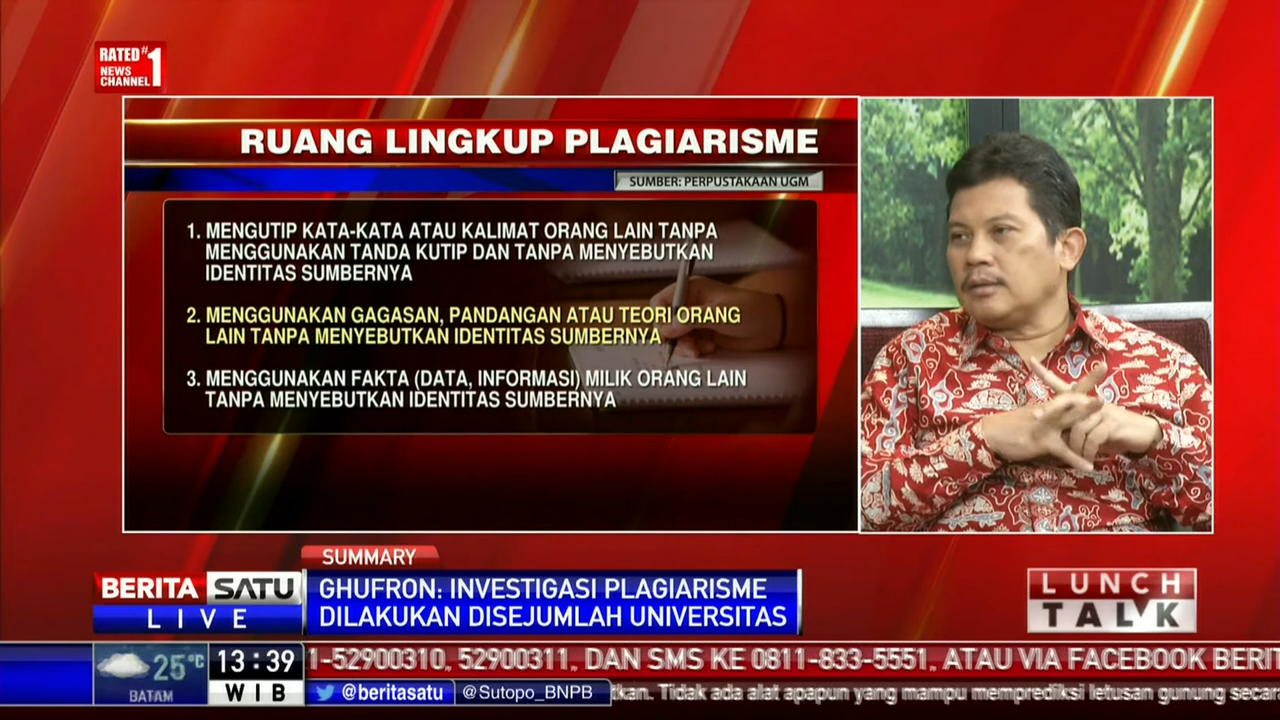 RATED #1
NEWS
CHANNEL
RUANG LINGKUP PLAGIARISME
SUMBER: PERPUSTAKAAN UGM
1. MENGUTIP KATA-KATA ATAU KALIMAT ORANG LAIN TANPA
MENGGUNAKAN TANDA KUTIP DAN TANPA MENYEBUTKAN
IDENTITAS SUMBERNYA
2. MENGGUNAKAN GAGASAN, PANDANGAN ATAU TEORI ORANG
LAIN TANPA MENYEBUTKAN IDENTITAS SUMBERNYA
3. MENGGUNAKAN FAKTA (DATA, INFORMASI) MILIK ORANG LAIN
TANPA MENYEBUTKAN IDENTITAS SUMBERNYA
SUMMARY
BERITA SATU
LIVE
GHUFRON: INVESTIGASI PLAGIARISME
DILAKUKAN DISEJUMLAH UNIVERSITAS
LUNCH
TALK
25°C
BATAM
13:39
WIB
1-52900310, 52900311, DAN SMS KE 0811-833-5551, ATAU VIA FACEBOOK BERIT
@beritasatu
@Sutopo_BNPB
tkan. Tidak ada alat apapun yang mampu memprediksi letusan gunung secara